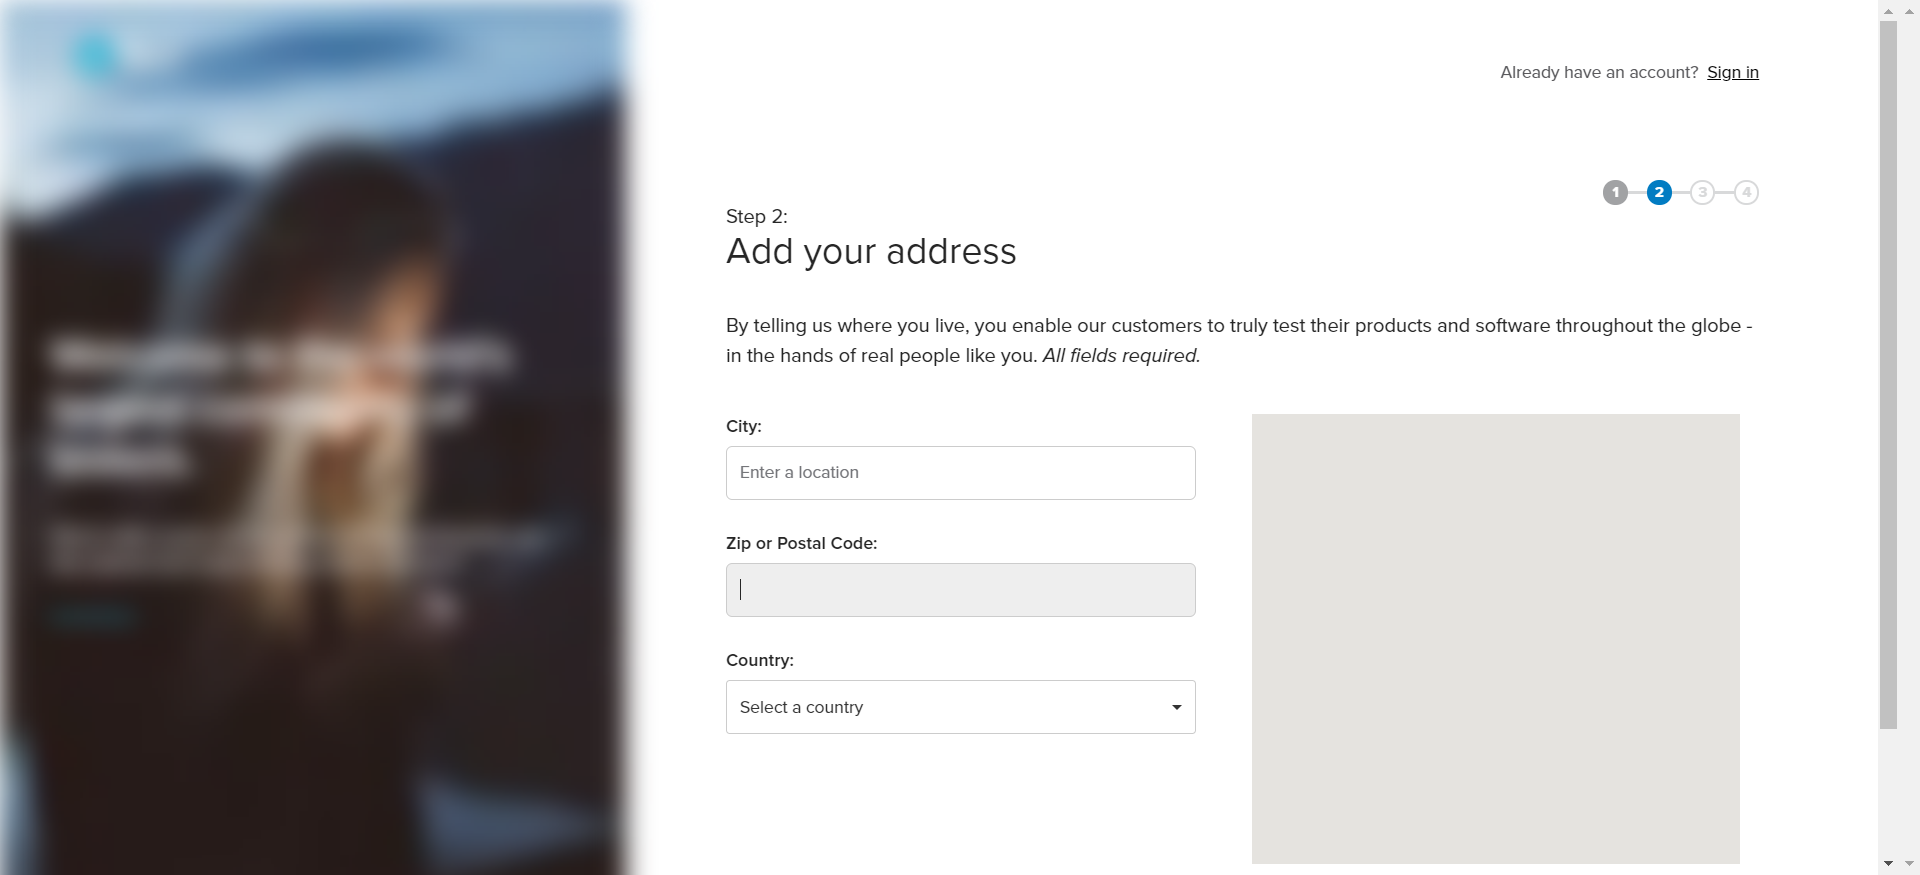 Already have an account? Sign in
1 2 3 4
Step 2:
Add your address
By telling us where you live, you enable our customers to truly test their products and software throughout the globe -
in the hands of real people like you. All fields required.
City:
Enter a location
Zip or Postal Code:
Country:
Select a country